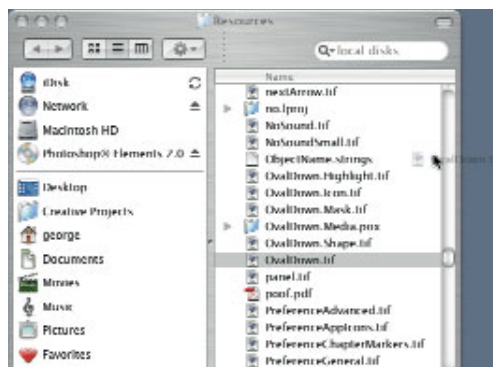 Resources
local disks
iDisk
Network
Macintosh HD
Photoshop® Elements 2.0
Desktop
Creative Projects
george
Documents
Movies
Music
Pictures
Favorites
Name
nextArrow.tif
no.lproj
NoSound.tif
NoSoundSmall.tif
ObjectName.strings
OvalDown.Highlight.tif
OvalDown.Icon.tif
OvalDown.Mask.tif
OvalDown.Media.pox
OvalDown.Shape.tif
OvalDown.tif
panel.tif
poof.pdf
PreferenceAdvanced.tif
PreferenceAppIcons.tif
PreferenceChapterMarkers.tif
PreferenceGeneral.tif